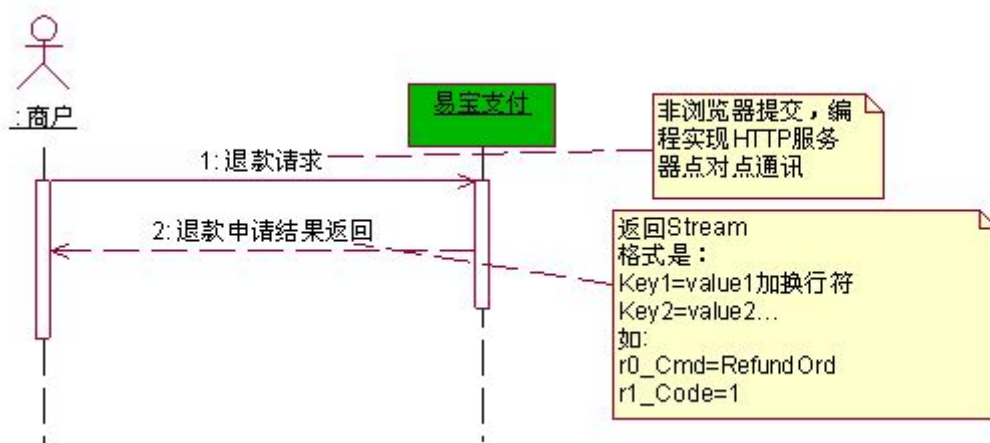 :商户
易宝支付
非浏览器提交，编
程实现HTTP服务
器点对点通讯
1:退款请求
2:退款申请结果返回
返回Stream
格式是：
Key1=value1加换行符
Key2=value2...
如:
r0_Cmd=RefundOrd
r1_Code=1